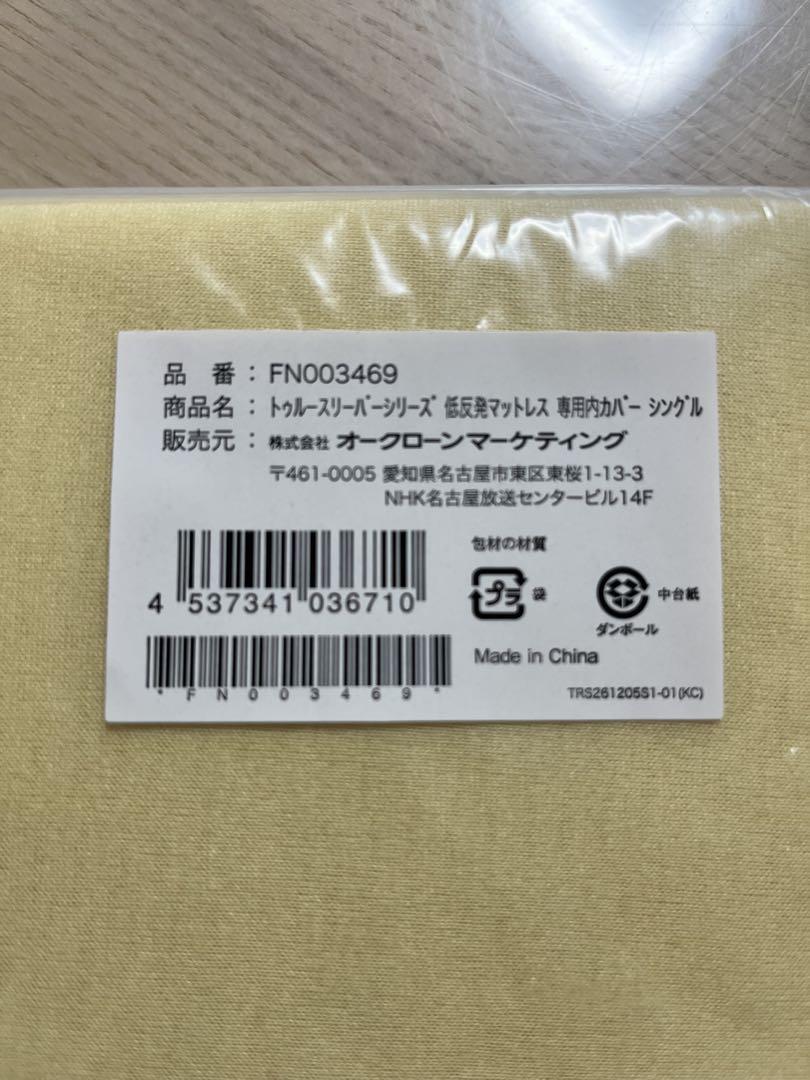 品 番 : FN003469
商品名 : トゥルースリーパーシリーズ 低反発マットレス 専用内カバー シングル
販売元 : 株式会社 オークローンマーケティング
〒461-0005 愛知県名古屋市東区東桜1-13-3
NHK名古屋放送センタービル14F
包材の材質
プラ 袋
中台紙
ダンボール
4 537341 036710
Made in China
*FN003469*
TRS261205S1-01(KC)